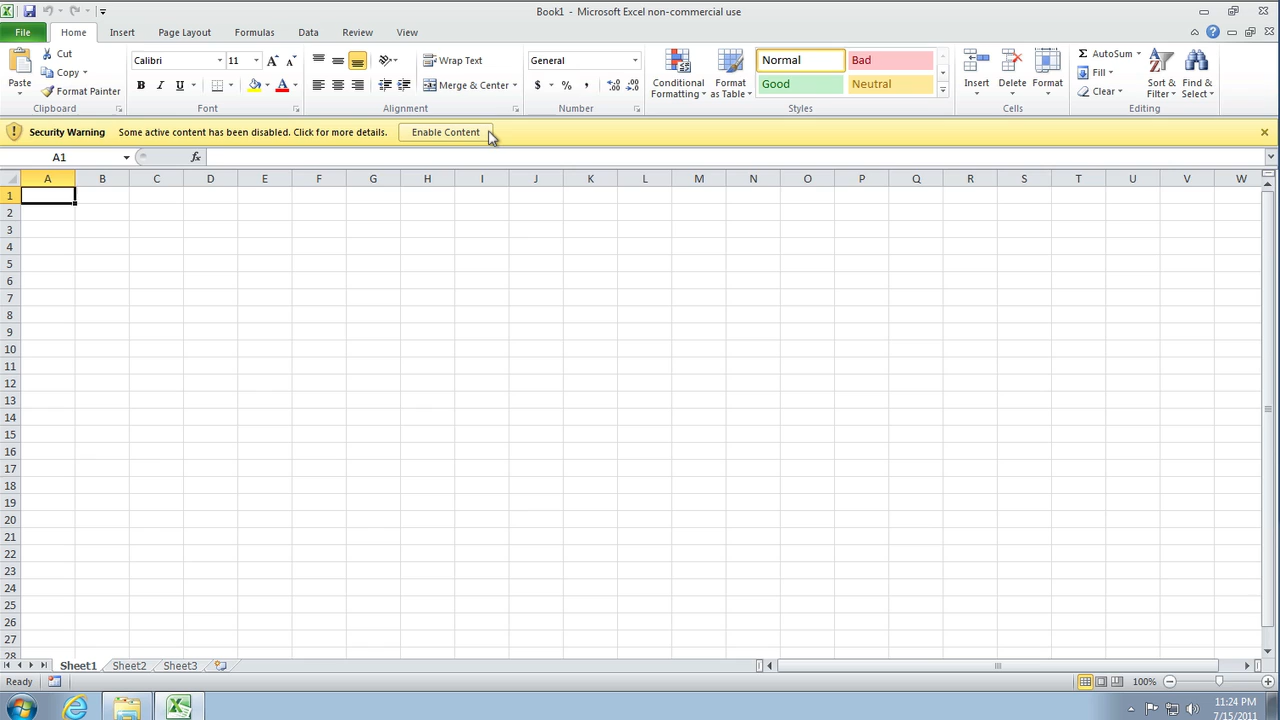 Book1 - Microsoft Excel non-commercial use
File Home Insert Page Layout Formulas Data Review View
Paste Cut Copy Format Painter
Calibri 11
B I U
Wrap Text
Merge & Center
General
$ % ,
Conditional Formatting
Format as Table
Normal Bad
Good Neutral
Insert Delete Format
AutoSum
Fill
Clear
Sort & Filter
Find & Select
Clipboard Font Alignment Number Styles Cells Editing
Security Warning Some active content has been disabled. Click for more details. Enable Content
A1 fx
A B C D E F G H I J K L M N O P Q R S T U V W
1
2
3
4
5
6
7
8
9
10
11
12
13
14
15
16
17
18
19
20
21
22
23
24
25
26
27
28
Sheet1 Sheet2 Sheet3
Ready 100%
11:24 PM
7/15/2011